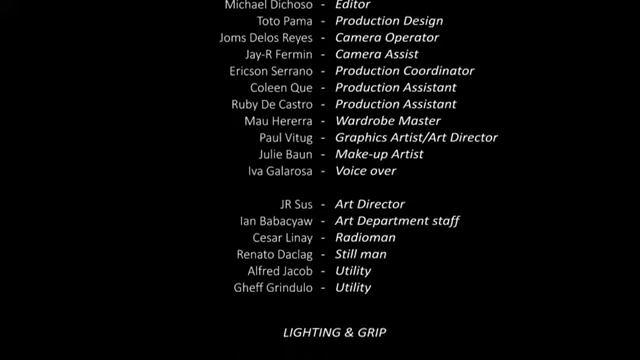 Michael Dichoso - Editor
Toto Pama - Production Design
Joms Delos Reyes - Camera Operator
Jay-R Fermin - Camera Assist
Ericson Serrano - Production Coordinator
Coleen Que - Production Assistant
Ruby De Castro - Production Assistant
Mau Hererra - Wardrobe Master
Paul Vitug - Graphics Artist/Art Director
Julie Baun - Make-up Artist
Iva Galarosa - Voice over
JR Sus - Art Director
Ian Babacyaw - Art Department staff
Cesar Linay - Radioman
Renato Daclag - Still man
Alfred Jacob - Utility
Gheff Grindulo - Utility
LIGHTING & GRIP